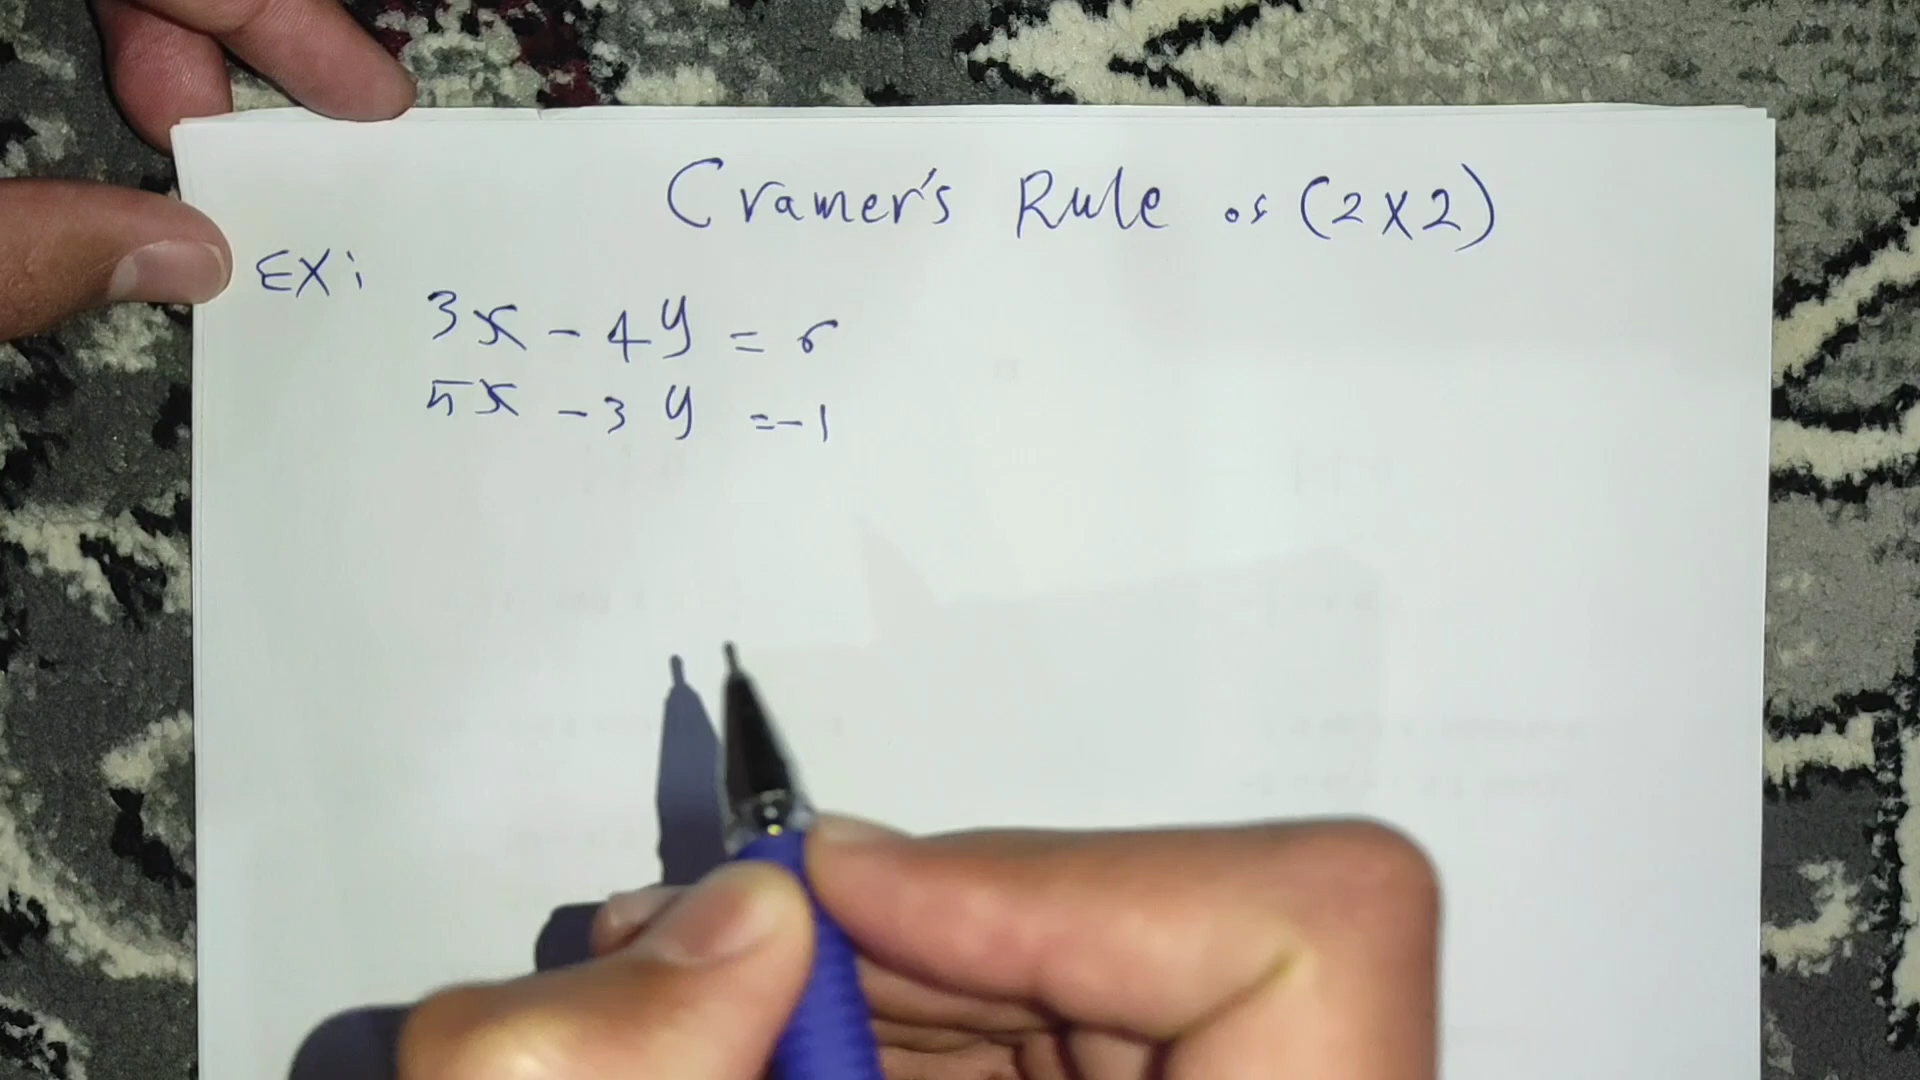 Cramer's Rule of (2x2)
EX:
3x - 4y = 6
5x - 3y = -1